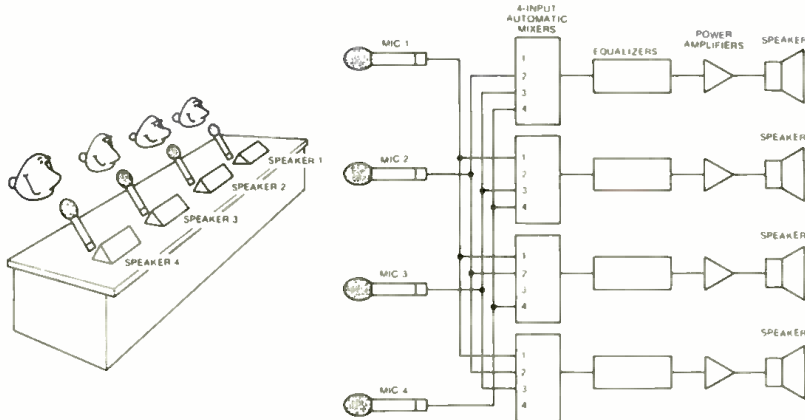 SPEAKER 1
SPEAKER 2
SPEAKER 3
SPEAKER 4
4-INPUT
AUTOMATIC
MIXERS
MIC 1
EQUALIZERS
POWER
AMPLIFIERS
SPEAKER
1
2
3
4
MIC 2
SPEAKER
1
2
3
4
MIC 3
SPEAKER
1
2
3
4
MIC 4
SPEAKER
1
2
3
4